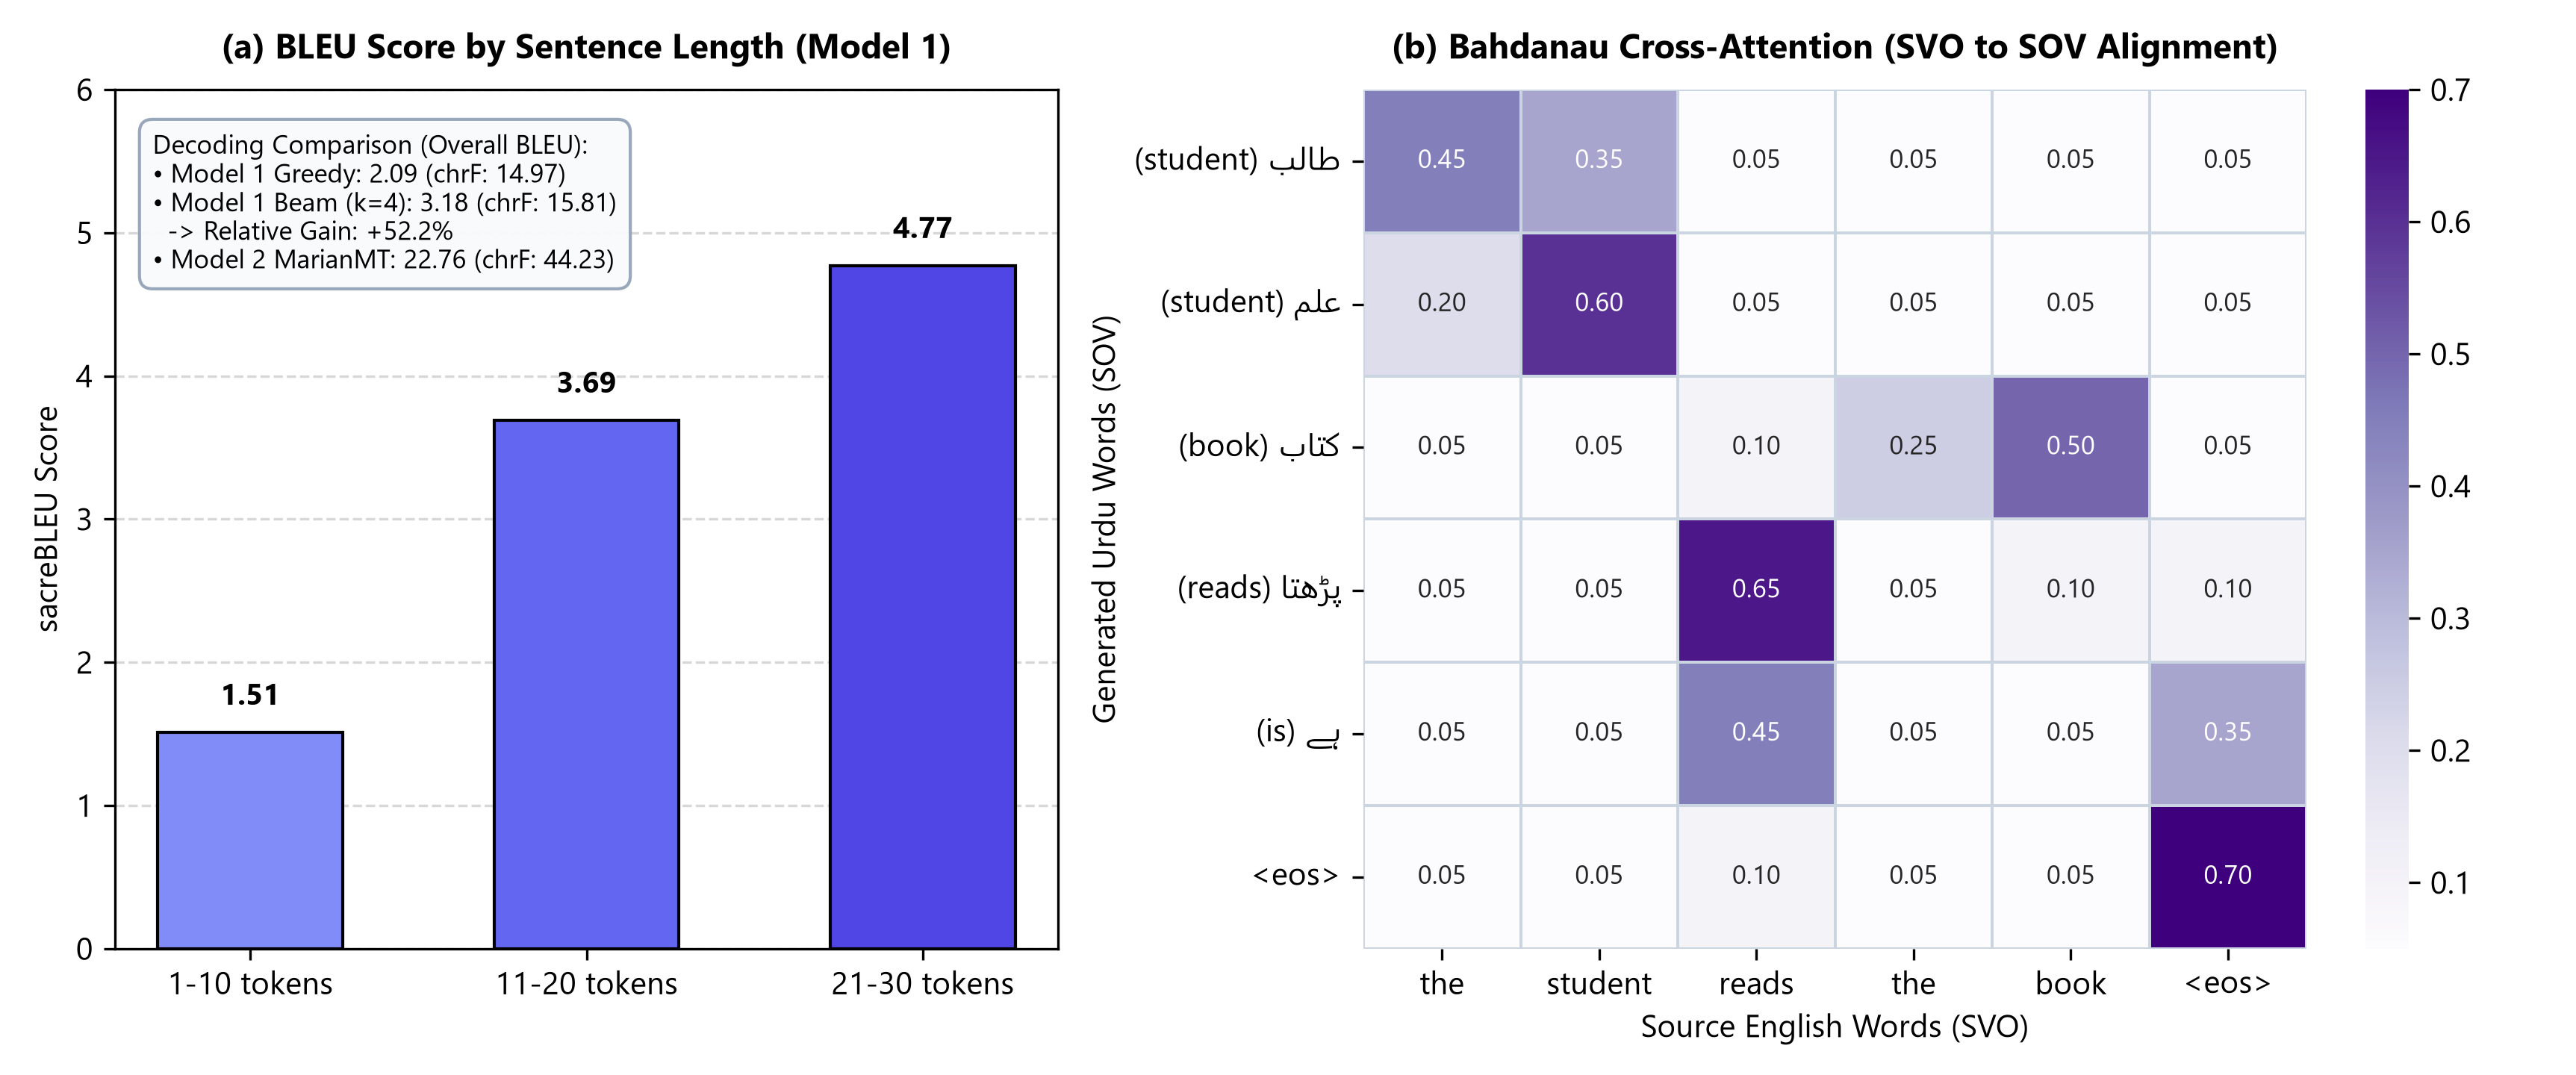 (a) BLEU Score by Sentence Length (Model 1)
sacreBLEU Score
6
5
4
3
2
1
0
Decoding Comparison (Overall BLEU):
• Model 1 Greedy: 2.09 (chrF: 14.97)
• Model 1 Beam (k=4): 3.18 (chrF: 15.81)
-> Relative Gain: +52.2%
• Model 2 MarianMT: 22.76 (chrF: 44.23)
1.51
3.69
4.77
1-10 tokens
11-20 tokens
21-30 tokens
(b) Bahdanau Cross-Attention (SVO to SOV Alignment)
Generated Urdu Words (SOV)
(student) طالب
0.45 0.35 0.05 0.05 0.05 0.05
(student) علم
0.20 0.60 0.05 0.05 0.05 0.05
(book) کتاب
0.05 0.05 0.10 0.25 0.50 0.05
(reads) پڑھتا
0.05 0.05 0.65 0.05 0.10 0.10
(is) ہے
0.05 0.05 0.45 0.05 0.05 0.35
<eos>
0.05 0.05 0.10 0.05 0.05 0.70
the student reads the book <eos>
Source English Words (SVO)
0.7
0.6
0.5
0.4
0.3
0.2
0.1